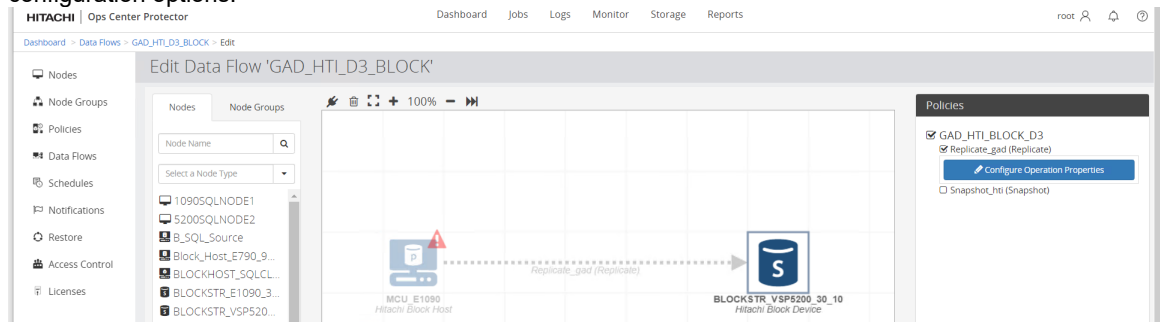 configuration options.
HITACHI | Ops Center Protector
Dashboard Jobs Logs Monitor Storage Reports
root
Dashboard > Data Flows > GAD_HTI_D3_BLOCK > Edit
Edit Data Flow 'GAD_HTI_D3_BLOCK'
Nodes
Node Groups
Policies
Data Flows
Schedules
Notifications
Restore
Access Control
Licenses
Nodes Node Groups
Node Name
Select a Node Type
1090SQLNODE1
5200SQLNODE2
B_SQL_Source
Block_Host_E790_9...
BLOCKHOST_SQLCL...
BLOCKSTR_E1090_3...
BLOCKSTR_VSP520...
100%
P
MCU_E1090
Hitachi Block Host
Replicate_gad (Replicate)
S
BLOCKSTR_VSP5200_30_10
Hitachi Block Device
Policies
GAD_HTI_BLOCK_D3
Replicate_gad (Replicate)
Configure Operation Properties
Snapshot_hti (Snapshot)